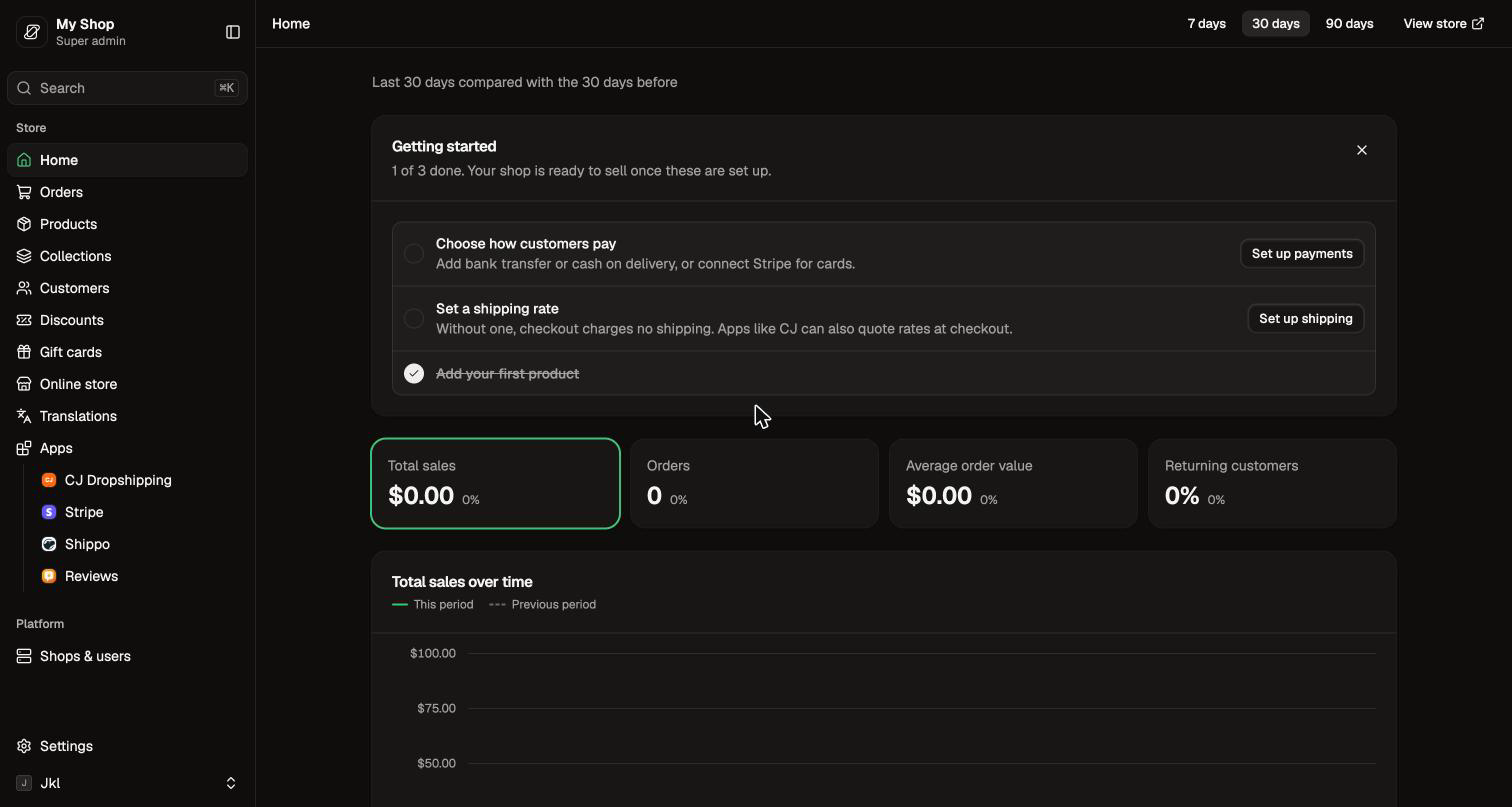 My Shop
Super admin
Search
⌘K
Store
Home
Orders
Products
Collections
Customers
Discounts
Gift cards
Online store
Translations
Apps
CJ
CJ Dropshipping
S
Stripe
Shippo
Reviews
Platform
Shops & users
Settings
J
Jkl
Home
7 days
30 days
90 days
View store
Last 30 days compared with the 30 days before
Getting started
1 of 3 done. Your shop is ready to sell once these are set up.
Choose how customers pay
Add bank transfer or cash on delivery, or connect Stripe for cards.
Set up payments
Set a shipping rate
Without one, checkout charges no shipping. Apps like CJ can also quote rates at checkout.
Set up shipping
Add your first product
Total sales
$0.00 0%
Orders
0 0%
Average order value
$0.00 0%
Returning customers
0% 0%
Total sales over time
This period
Previous period
$100.00
$75.00
$50.00